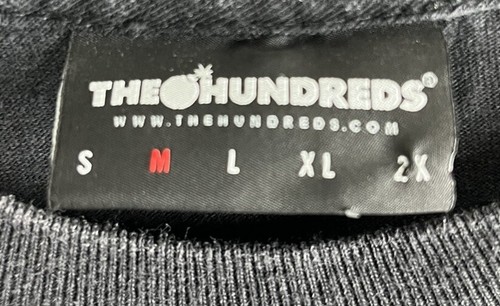 THE HUNDREDS®
WWW.THEHUNDREDS.COM
S M L XL 2X